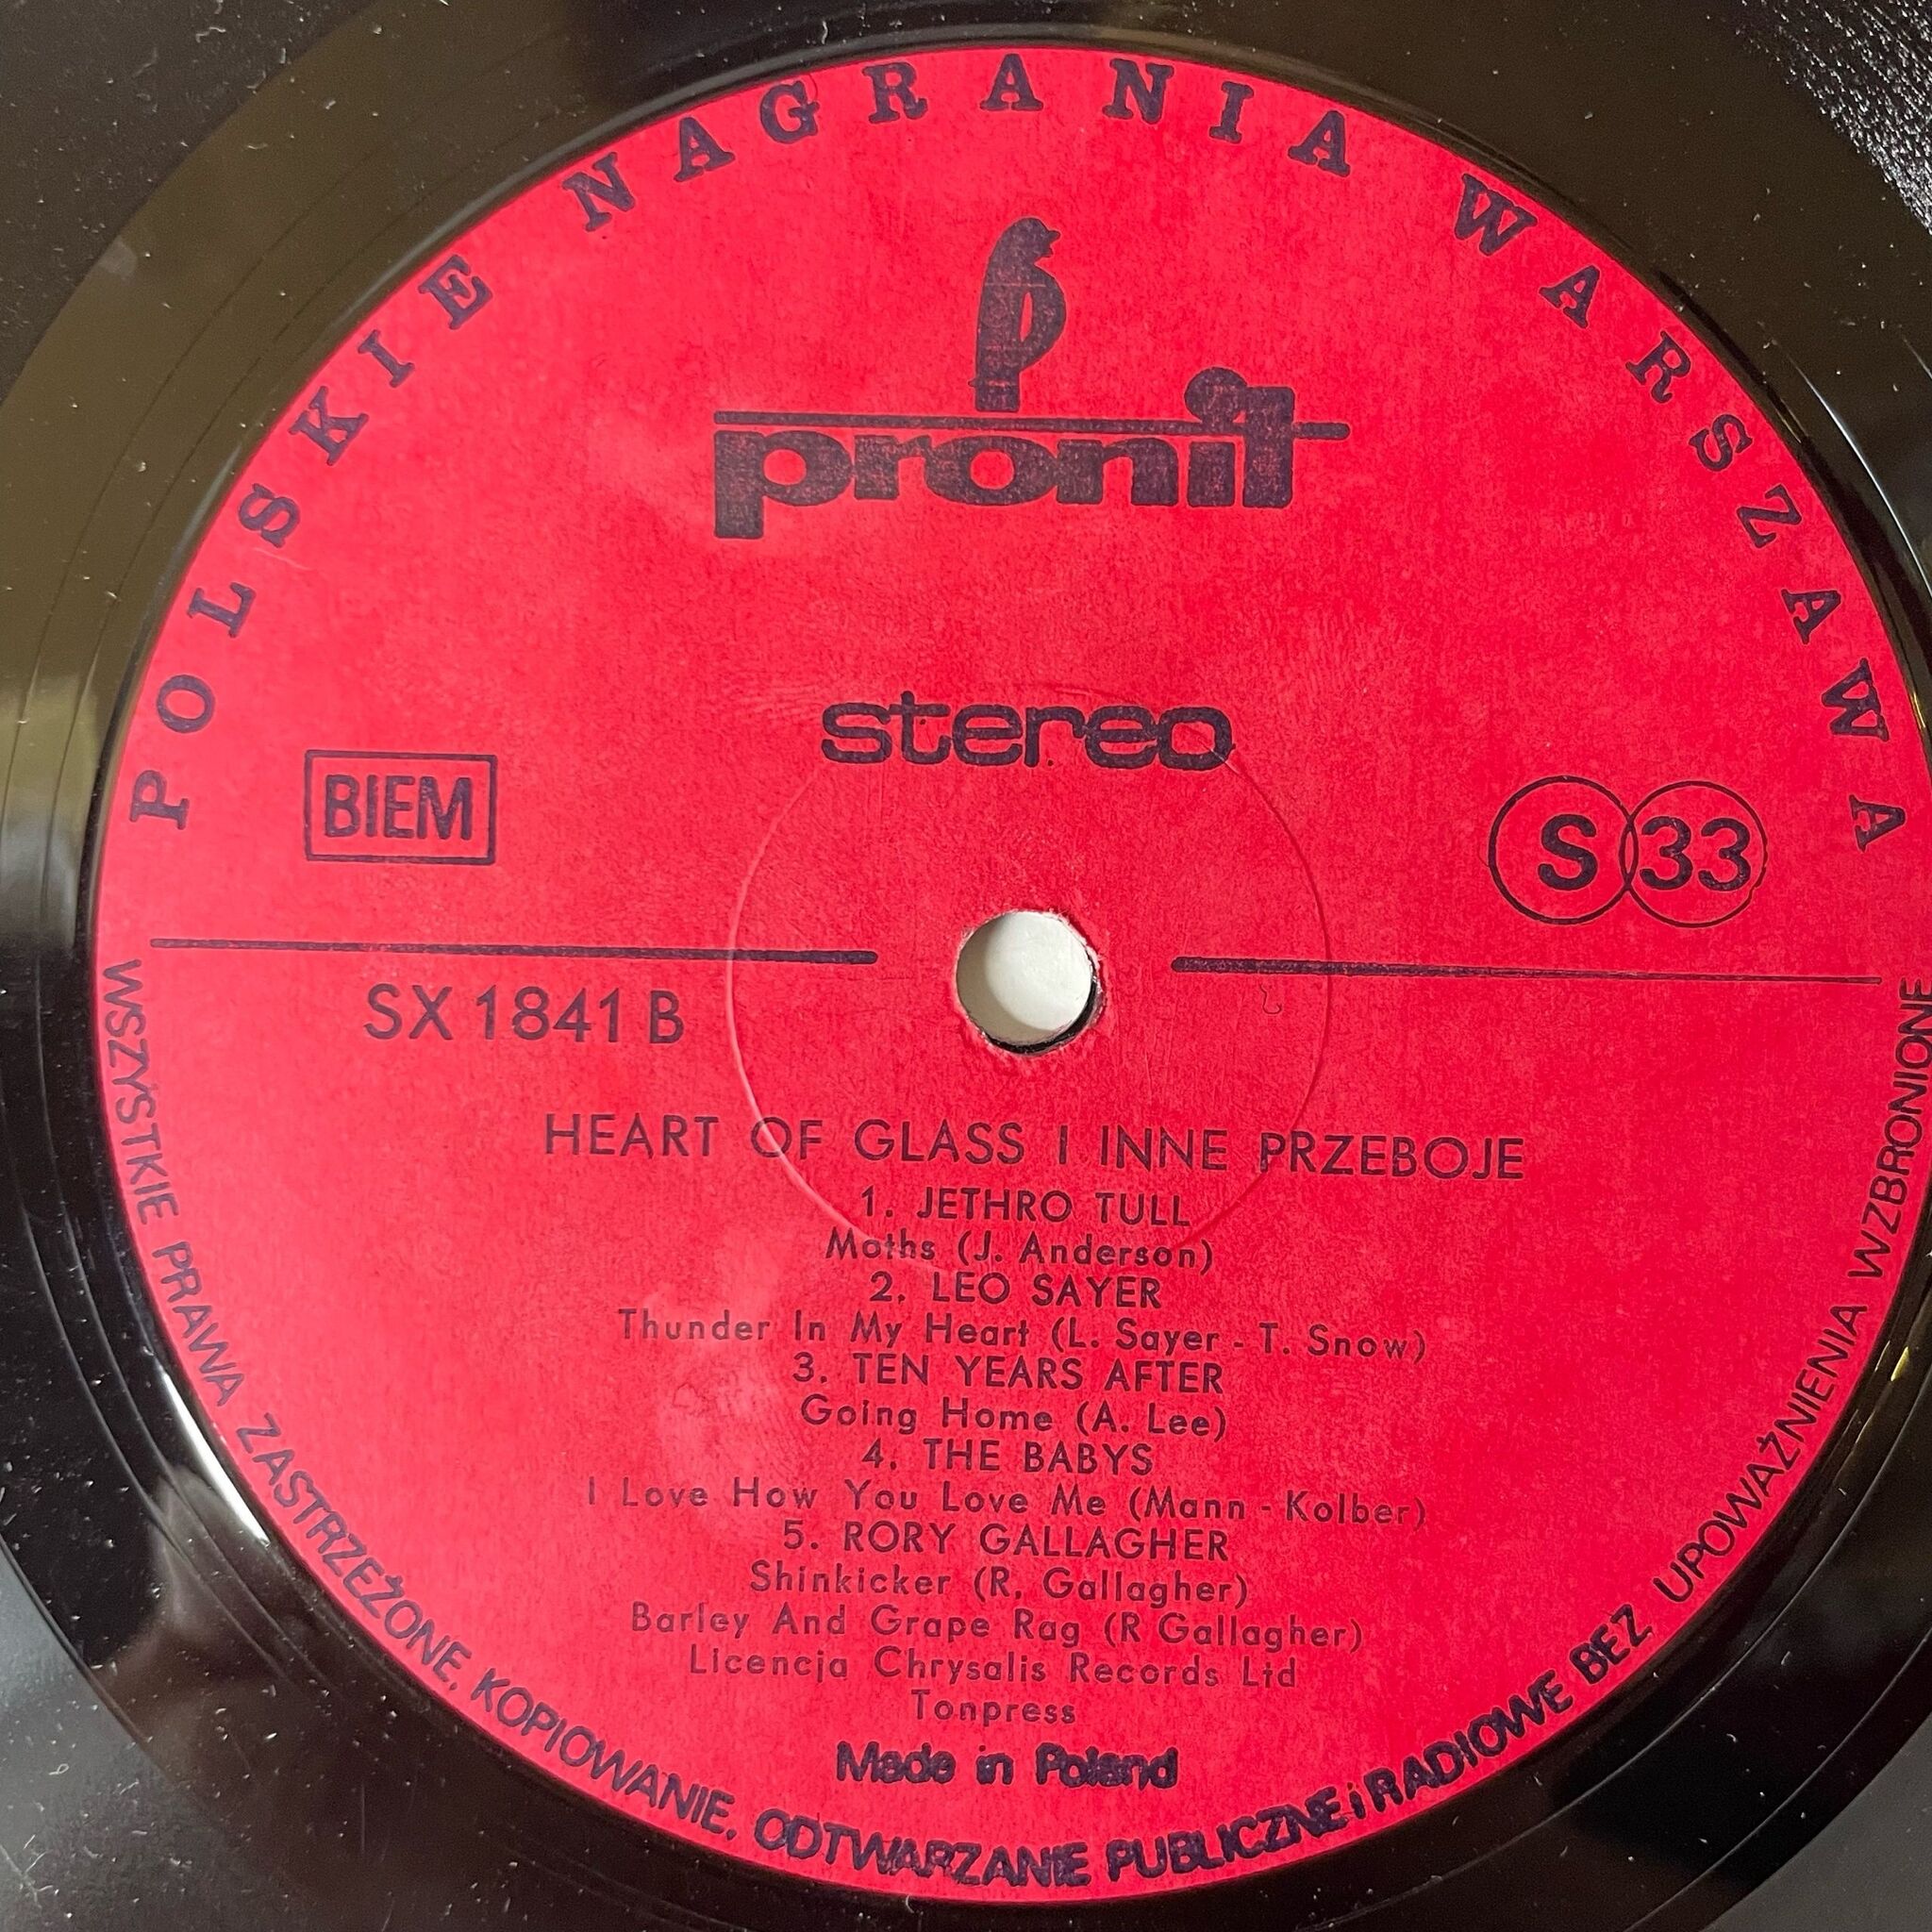 POLSKIE NAGRANIA WARSZAWA
pronit
stereo
BIEM
S 33
SX 1841 B
HEART OF GLASS I INNE PRZEBOJE
1. JETHRO TULL
Moths (J. Anderson)
2. LEO SAYER
Thunder In My Heart (L. Sayer - T. Snow)
3. TEN YEARS AFTER
Going Home (A. Lee)
4. THE BABYS
I Love How You Love Me (Mann - Kolber)
5. RORY GALLAGHER
Shinkicker (R. Gallagher)
Barley And Grape Rag (R Gallagher)
Licencja Chrysalis Records Ltd
Tonpress
Made in Poland
WSZYSTKIE PRAWA ZASTRZEŻONE. KOPIOWANIE. ODTWARZANIE PUBLICZNE i RADIOWE BEZ UPOWAŻNIENIA WZBRONIONE